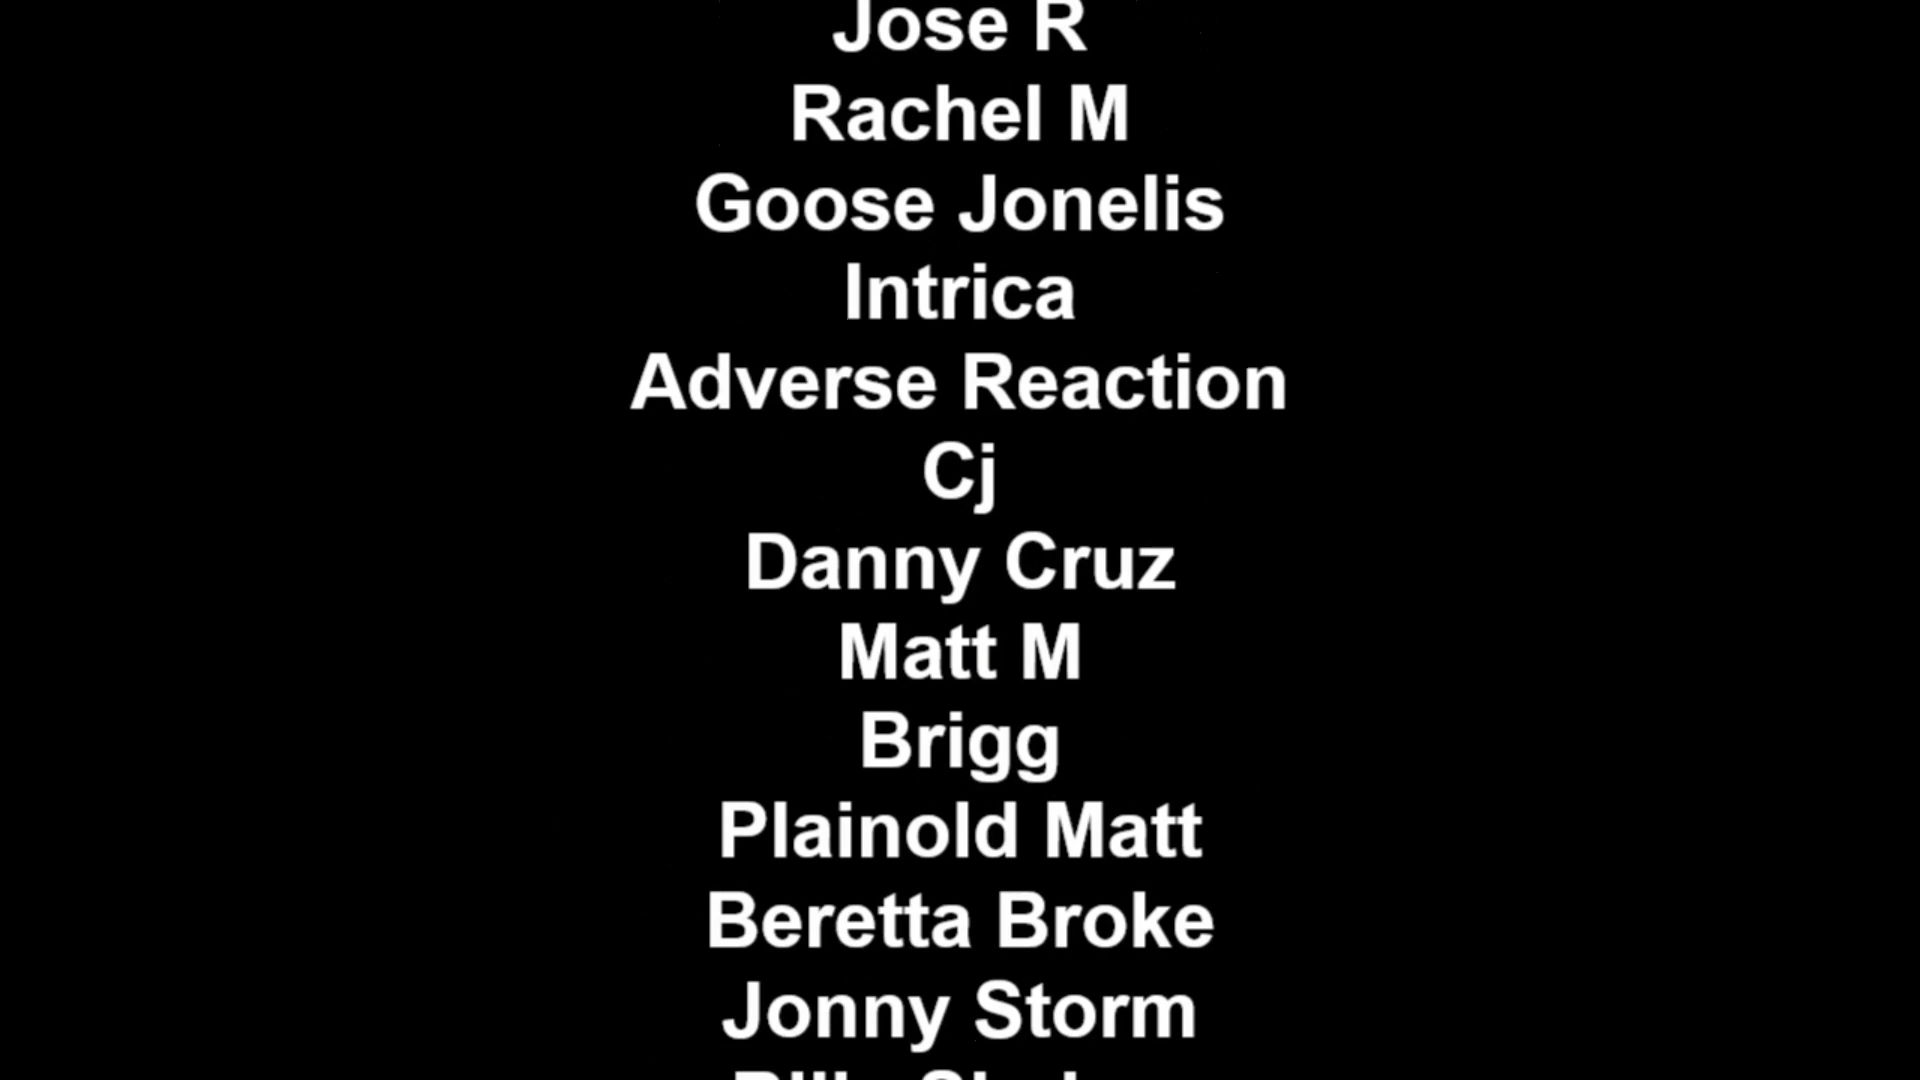 Jose R
Rachel M
Goose Jonelis
Intrica
Adverse Reaction
Cj
Danny Cruz
Matt M
Brigg
Plainold Matt
Beretta Broke
Jonny Storm